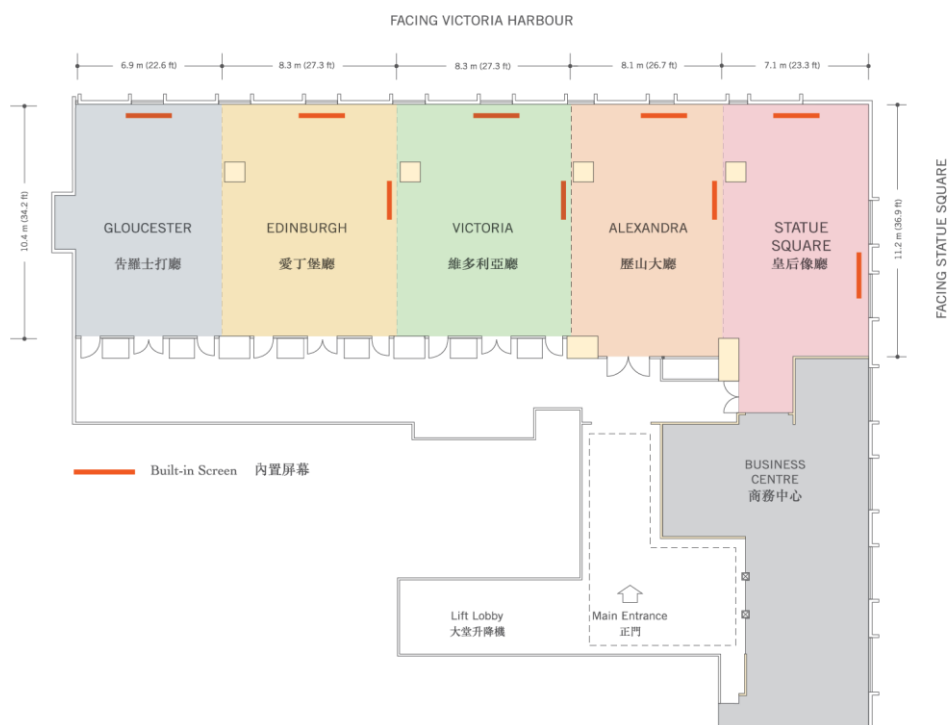 FACING VICTORIA HARBOUR
6.9 m (22.6 ft)
8.3 m (27.3 ft)
8.3 m (27.3 ft)
8.1 m (26.7 ft)
7.1 m (23.3 ft)
10.4 m (34.2 ft)
GLOUCESTER
告羅士打廳
EDINBURGH
愛丁堡廳
VICTORIA
維多利亞廳
ALEXANDRA
歷山大廳
STATUE
SQUARE
皇后像廳
11.2 m (36.9 ft)
FACING STATUE SQUARE
Built-in Screen 內置屏幕
BUSINESS
CENTRE
商務中心
Lift Lobby
大堂升降機
Main Entrance
正門